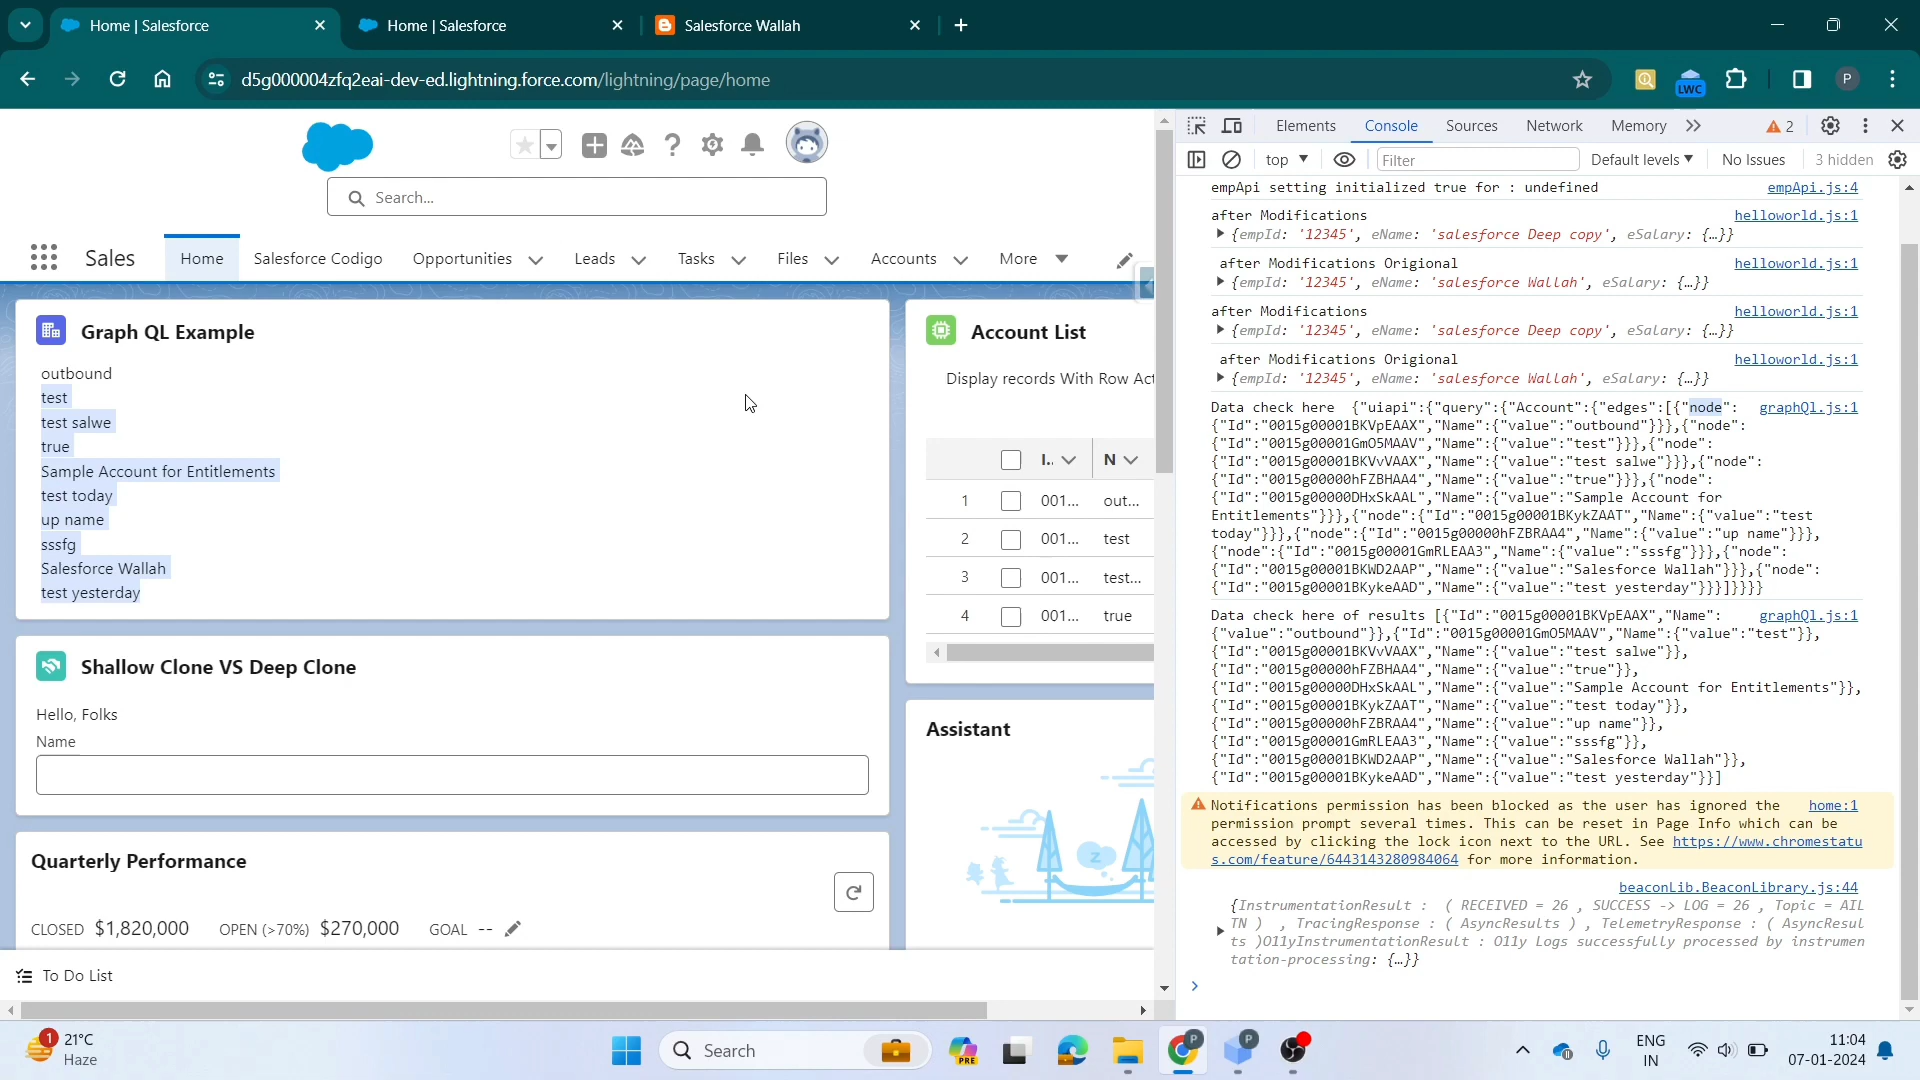 Home | Salesforce
Home | Salesforce
Salesforce Wallah
d5g000004zfq2eai-dev-ed.lightning.force.com/lightning/page/home
LWC
P
Search...
Sales
Home
Salesforce Codigo
Opportunities
Leads
Tasks
Files
Accounts
More
Graph QL Example
outbound
test
test salwe
true
Sample Account for Entitlements
test today
up name
sssfg
Salesforce Wallah
test yesterday
Shallow Clone VS Deep Clone
Hello, Folks
Name
Quarterly Performance
CLOSED $1,820,000 OPEN (>70%) $270,000 GOAL --
To Do List
Account List
Display records With Row Act
I.. N
1 001... out...
2 001... test
3 001... test...
4 001... true
Assistant
z
Elements Console Sources Network Memory 2
top Filter Default levels No Issues 3 hidden
empApi setting initialized true for : undefined empApi.js:4
after Modifications helloworld.js:1
{empId: '12345', eName: 'salesforce Deep copy', eSalary: {…}}
after Modifications Origional helloworld.js:1
{empId: '12345', eName: 'salesforce Wallah', eSalary: {…}}
after Modifications helloworld.js:1
{empId: '12345', eName: 'salesforce Deep copy', eSalary: {…}}
after Modifications Origional helloworld.js:1
{empId: '12345', eName: 'salesforce Wallah', eSalary: {…}}
Data check here {"uiapi":{"query":{"Account":{"edges":[{"node": graphQl.js:1
{"Id":"0015g00001BKVpEAAX","Name":{"value":"outbound"}}},{"node":
{"Id":"0015g00001GmO5MAAV","Name":{"value":"test"}}},{"node":
{"Id":"0015g00001BKVvVAAX","Name":{"value":"test salwe"}}},{"node":
{"Id":"0015g00000hFZBHAA4","Name":{"value":"true"}}},{"node":
{"Id":"0015g00000DHxSkAAL","Name":{"value":"Sample Account for
Entitlements"}}},{"node":{"Id":"0015g00001BKykZAAT","Name":{"value":"test
today"}}},{"node":{"Id":"0015g00000hFZBRAA4","Name":{"value":"up name"}}},
{"node":{"Id":"0015g00001GmRLEAA3","Name":{"value":"sssfg"}}},{"node":
{"Id":"0015g00001BKWD2AAP","Name":{"value":"Salesforce Wallah"}}},{"node":
{"Id":"0015g00001BKykeAAD","Name":{"value":"test yesterday"}}}]}}}}
Data check here of results [{"Id":"0015g00001BKVpEAAX","Name": graphQl.js:1
{"value":"outbound"}},{"Id":"0015g00001GmO5MAAV","Name":{"value":"test"}},
{"Id":"0015g00001BKVvVAAX","Name":{"value":"test salwe"}},
{"Id":"0015g00000hFZBHAA4","Name":{"value":"true"}},
{"Id":"0015g00000DHxSkAAL","Name":{"value":"Sample Account for Entitlements"}},
{"Id":"0015g00001BKykZAAT","Name":{"value":"test today"}},
{"Id":"0015g00000hFZBRAA4","Name":{"value":"up name"}},
{"Id":"0015g00001GmRLEAA3","Name":{"value":"sssfg"}},
{"Id":"0015g00001BKWD2AAP","Name":{"value":"Salesforce Wallah"}},
{"Id":"0015g00001BKykeAAD","Name":{"value":"test yesterday"}}]
Notifications permission has been blocked as the user has ignored the home:1
permission prompt several times. This can be reset in Page Info which can be
accessed by clicking the lock icon next to the URL. See https://www.chromestatu
s.com/feature/6443143280984064 for more information.
beaconLib.BeaconLibrary.js:44
{InstrumentationResult : ( RECEIVED = 26 , SUCCESS -> LOG = 26 , Topic = AIL
TN ) , TracingResponse : ( AsyncResults ) , TelemetryResponse : ( AsyncResul
ts )O11yInstrumentationResult : O11y Logs successfully processed by instrumen
tation-processing: {…}}
1
21°C
Haze
Search
PRE
P
P
ENG
IN
11:04
07-01-2024